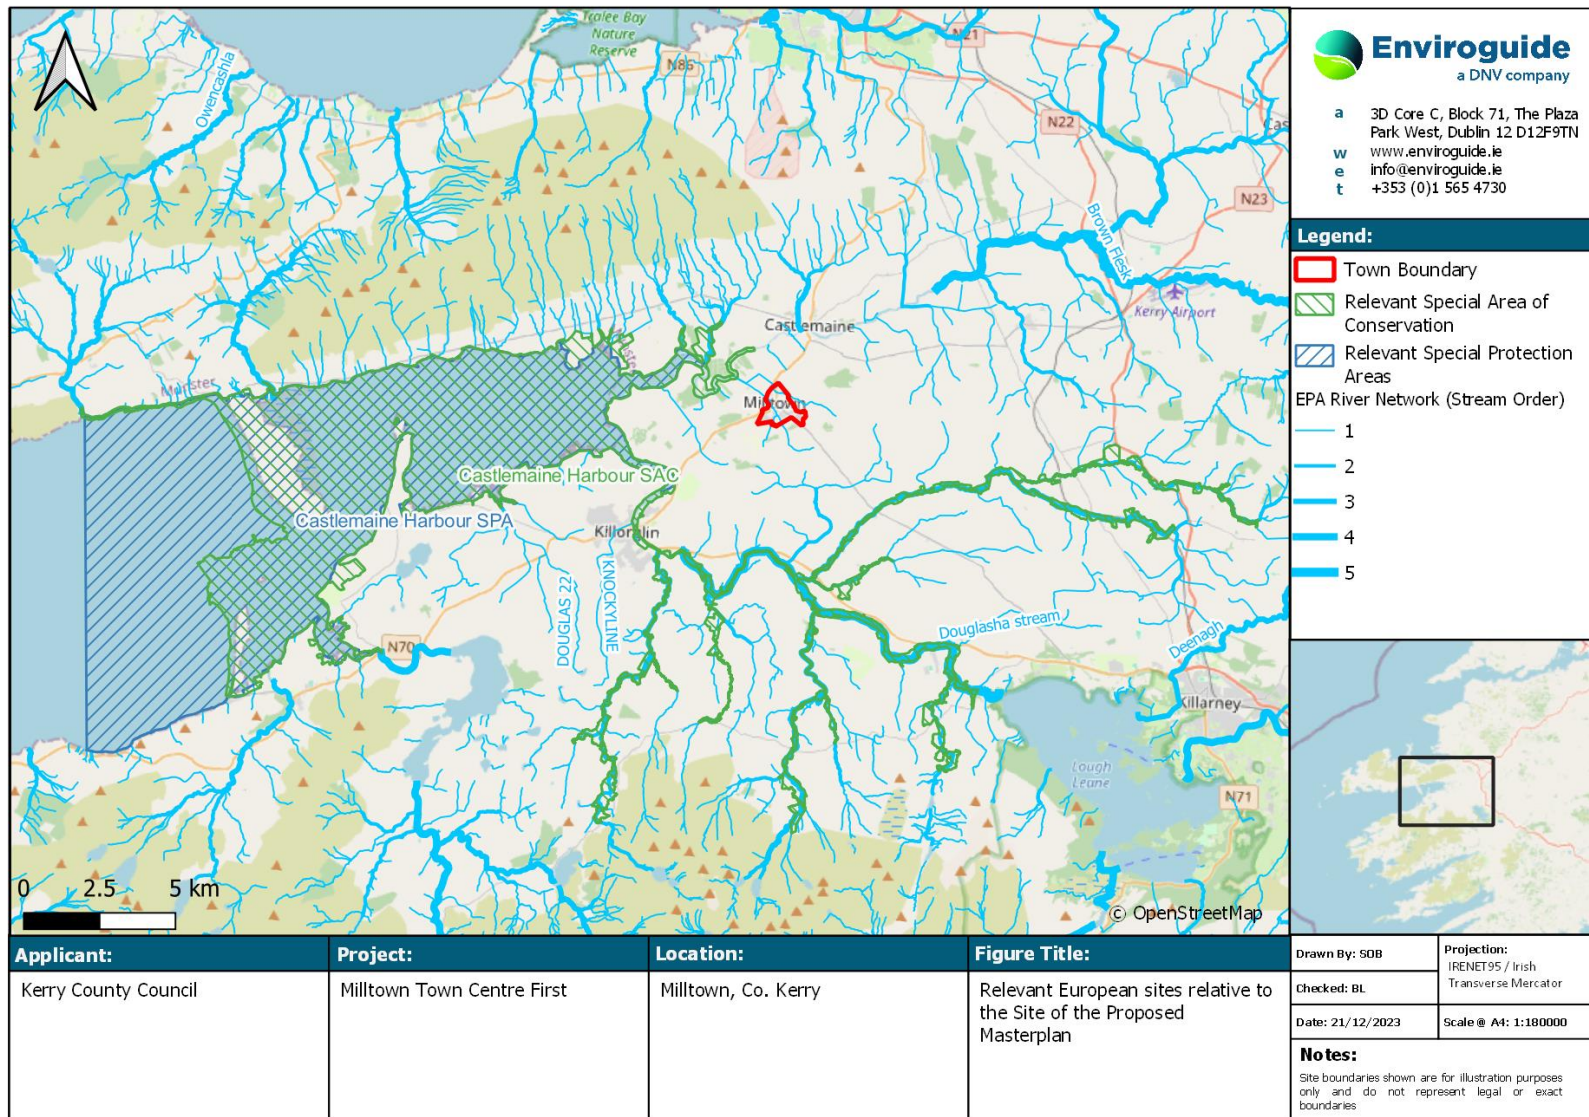 Tralee Bay
Nature
Reserve
N86
N21
Owencashla
N22
Cas
N23
Brown Flesk
Kerry Airport
Castlemaine
Munster
Munster
Milltown
Castlemaine Harbour SAC
Castlemaine Harbour SPA
Killorglin
DOUGLAS 22
KNOCKYLINE
Douglasha stream
Deenagh
N70
Killarney
Lough
Leane
N71
0 2.5 5 km
© OpenStreetMap
Enviroguide
a DNV company
a 3D Core C, Block 71, The Plaza
Park West, Dublin 12 D12F9TN
w www.enviroguide.ie
e info@enviroguide.ie
t +353 (0)1 565 4730
Legend:
Town Boundary
Relevant Special Area of
Conservation
Relevant Special Protection
Areas
EPA River Network (Stream Order)
1
2
3
4
5
Applicant:
Kerry County Council
Project:
Milltown Town Centre First
Location:
Milltown, Co. Kerry
Figure Title:
Relevant European sites relative to
the Site of the Proposed
Masterplan
Drawn By: SOB
Projection:
IRENET95 / Irish
Transverse Mercator
Checked: BL
Date: 21/12/2023
Scale @ A4: 1:180000
Notes:
Site boundaries shown are for illustration purposes
only and do not represent legal or exact
boundaries